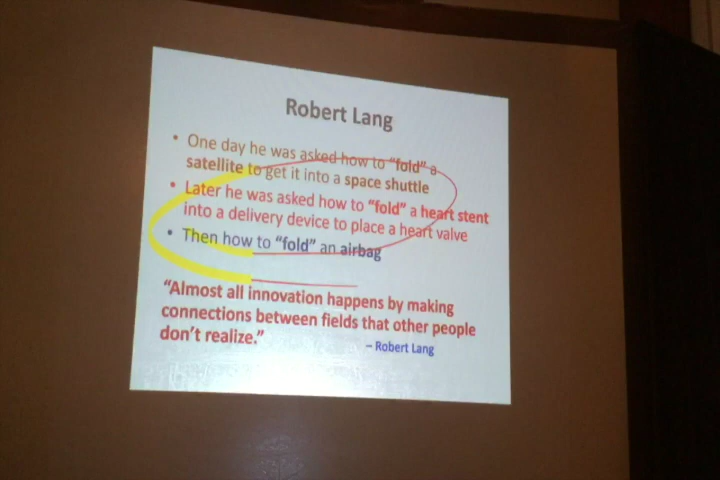 Robert Lang
• One day he was asked how to "fold" a
satellite to get it into a space shuttle
• Later he was asked how to "fold" a heart stent
into a delivery device to place a heart valve
• Then how to "fold" an airbag
"Almost all innovation happens by making
connections between fields that other people
don't realize."
– Robert Lang